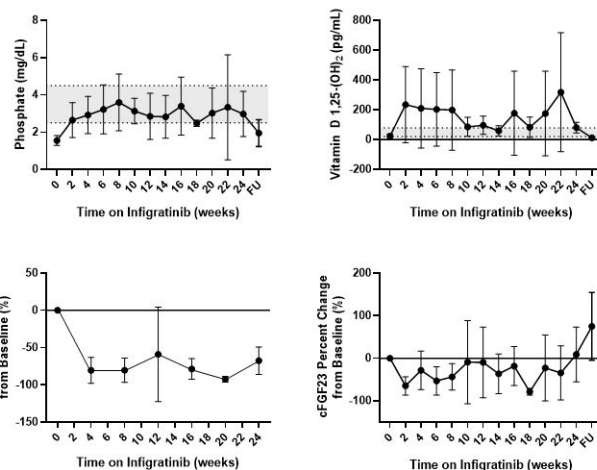 Phosphate (mg/dL)
8
6
4
2
0
0 2 4 6 8 10 12 14 16 18 20 22 24 FU
Time on Infigratinib (weeks)
Vitamin D 1,25-(OH)2 (pg/mL)
800
600
400
200
0
-200
0 2 4 6 8 10 12 14 16 18 20 22 24 FU
Time on Infigratinib (weeks)
from Baseline (%)
50
0
-50
-100
-150
0 2 4 6 8 10 12 14 16 18 20 22 24
Time on Infigratinib (weeks)
cFGF23 Percent Change
from Baseline (%)
200
100
0
-100
0 2 4 6 8 10 12 14 16 18 20 22 24 FU
Time on Infigratinib (weeks)